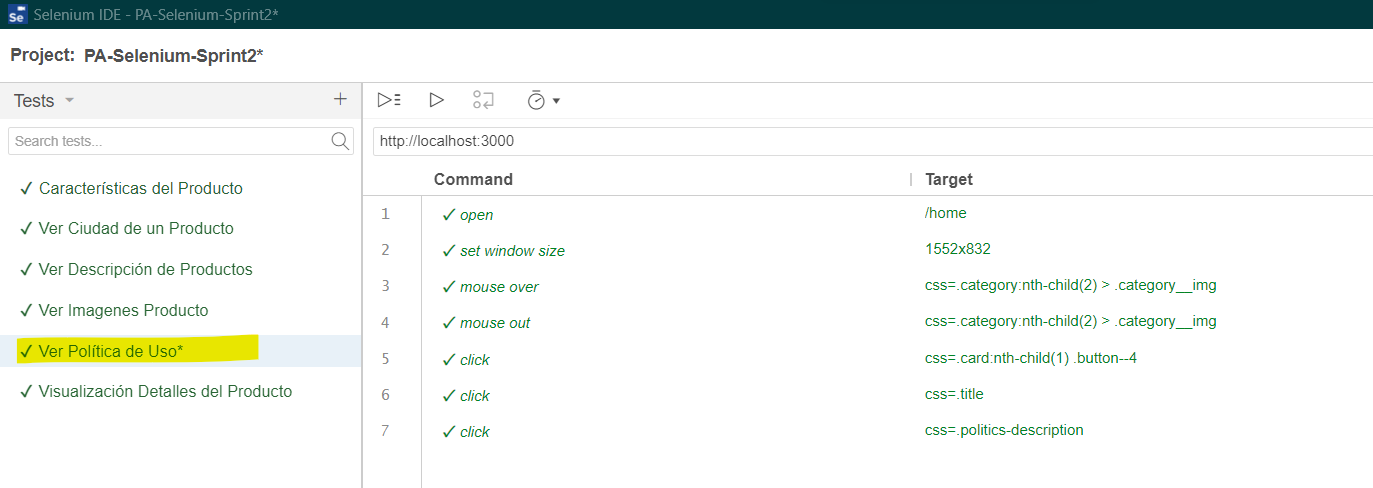 Se Selenium IDE - PA-Selenium-Sprint2*
Project: PA-Selenium-Sprint2*
Tests
Search tests...
http://localhost:3000
✓ Características del Producto
✓ Ver Ciudad de un Producto
✓ Ver Descripción de Productos
✓ Ver Imagenes Producto
✓ Ver Política de Uso*
✓ Visualización Detalles del Producto
Command Target
1 ✓ open /home
2 ✓ set window size 1552x832
3 ✓ mouse over css=.category:nth-child(2) > .category__img
4 ✓ mouse out css=.category:nth-child(2) > .category__img
5 ✓ click css=.card:nth-child(1) .button--4
6 ✓ click css=.title
7 ✓ click css=.politics-description